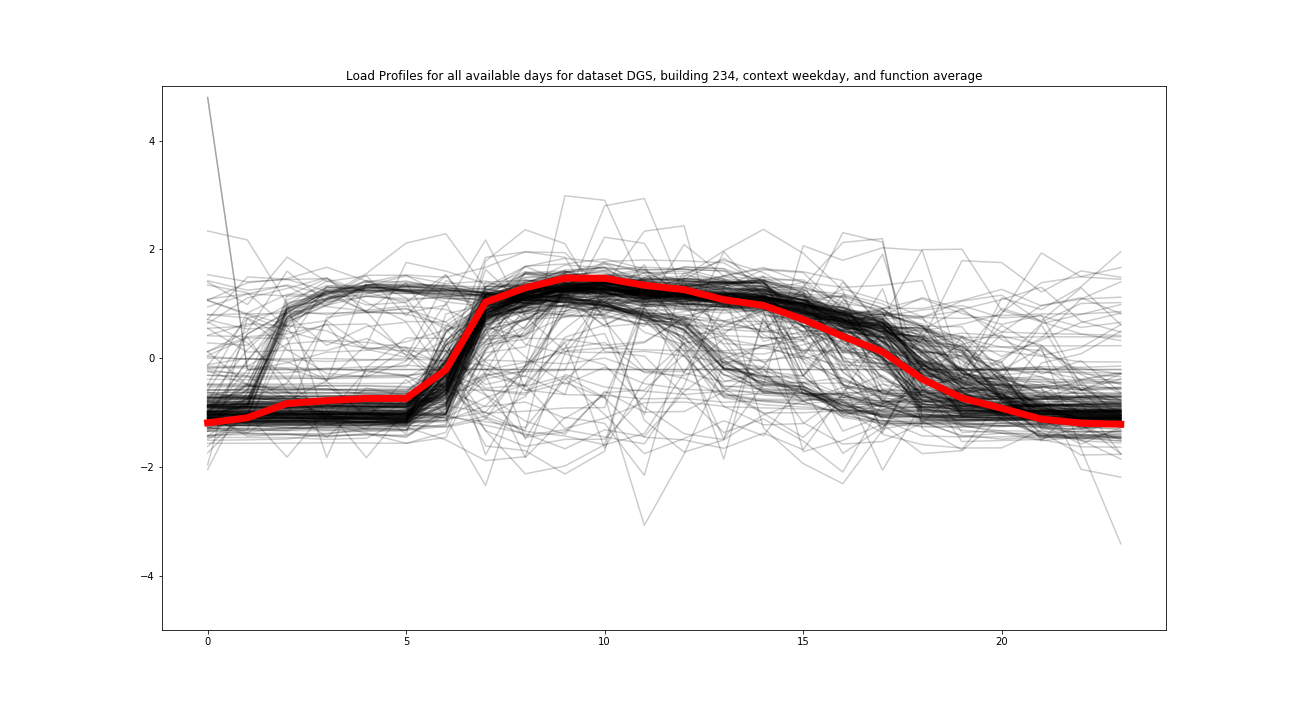 Load Profiles for all available days for dataset DGS, building 234, context weekday, and function average
4
2
0
−2
−4
0 5 10 15 20